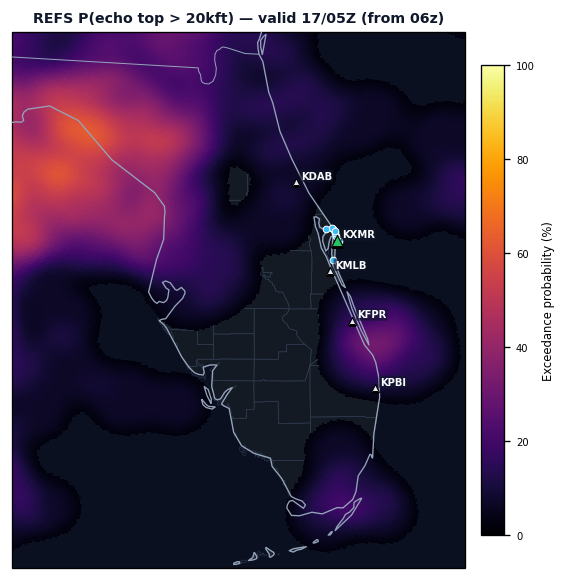 REFS P(echo top > 20kft) — valid 17/05Z (from 06z)
KDAB
KXMR
KMLB
KFPR
KPBI
100
80
60
40
20
0
Exceedance probability (%)